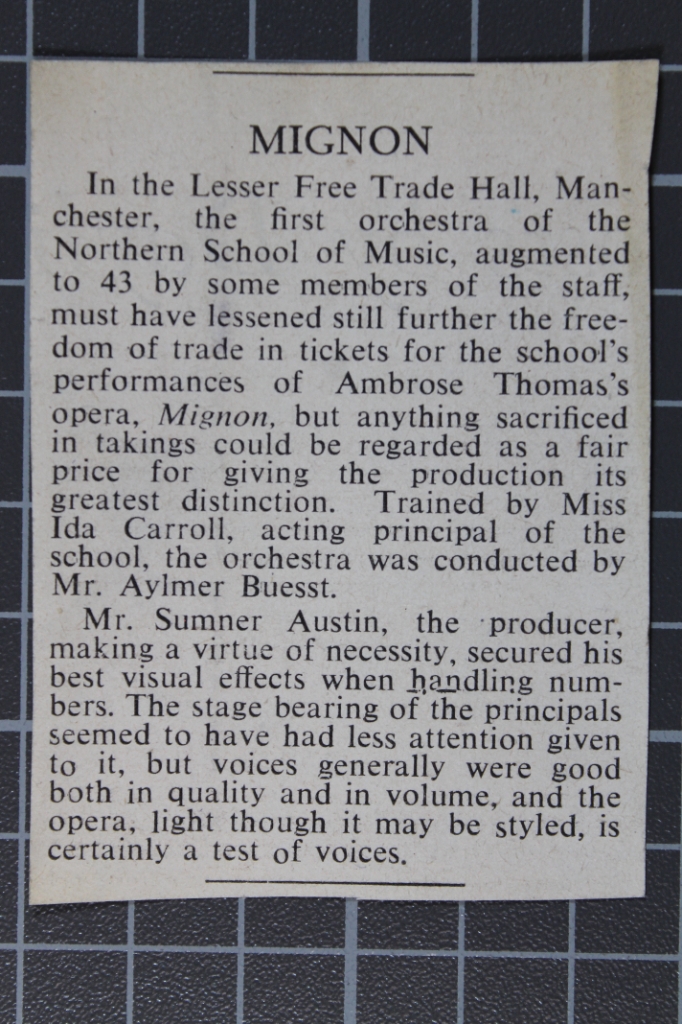 MIGNON
In the Lesser Free Trade Hall, Man-
chester, the first orchestra of the
Northern School of Music, augmented
to 43 by some members of the staff,
must have lessened still further the free-
dom of trade in tickets for the school's
performances of Ambrose Thomas's
opera, Mignon, but anything sacrificed
in takings could be regarded as a fair
price for giving the production its
greatest distinction. Trained by Miss
Ida Carroll, acting principal of the
school, the orchestra was conducted by
Mr. Aylmer Buesst.
Mr. Sumner Austin, the producer,
making a virtue of necessity, secured his
best visual effects when handling num-
bers. The stage bearing of the principals
seemed to have had less attention given
to it, but voices generally were good
both in quality and in volume, and the
opera, light though it may be styled, is
certainly a test of voices.